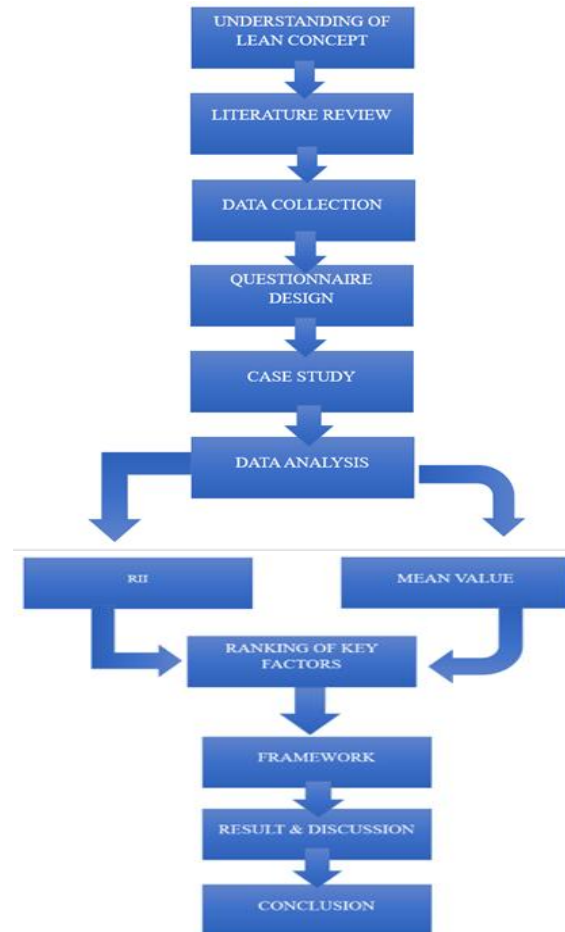 UNDERSTANDING OF
LEAN CONCEPT
LITERATURE REVIEW
DATA COLLECTION
QUESTIONNAIRE
DESIGN
CASE STUDY
DATA ANALYSIS
RII
MEAN VALUE
RANKING OF KEY
FACTORS
FRAMEWORK
RESULT & DISCUSSION
CONCLUSION